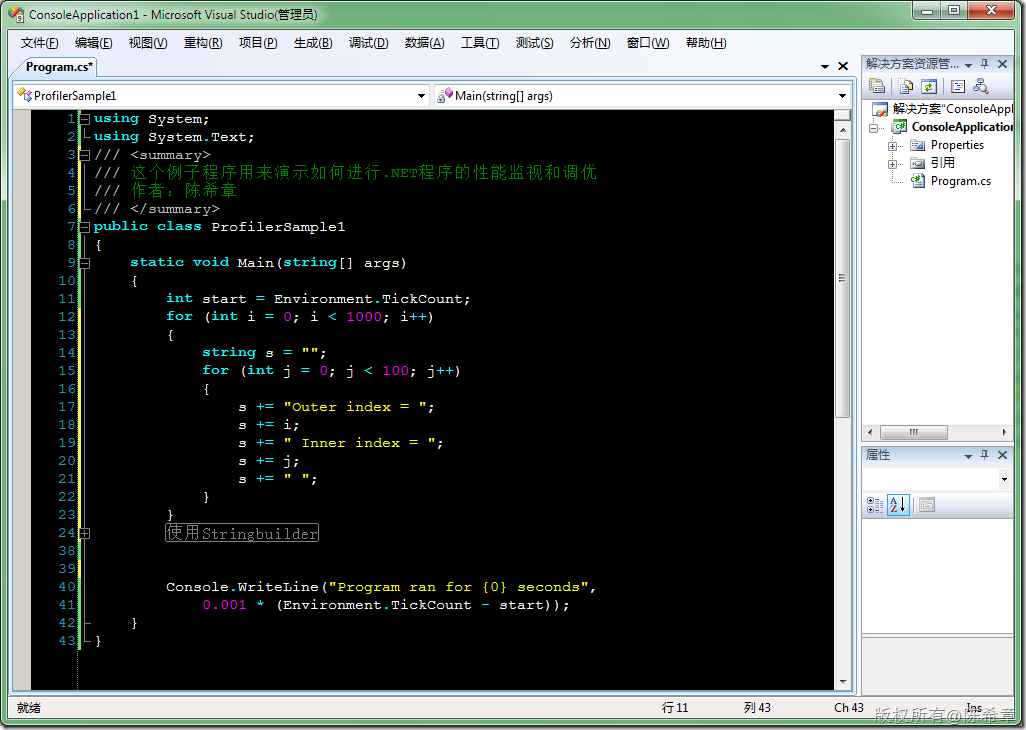 ConsoleApplication1 - Microsoft Visual Studio(管理员)
文件(F) 编辑(E) 视图(V) 重构(R) 项目(P) 生成(B) 调试(D) 数据(A) 工具(T) 测试(S) 分析(N) 窗口(W) 帮助(H)
Program.cs*
ProfilerSample1 Main(string[] args)
1 using System;
2 using System.Text;
3 /// <summary>
4 /// 这个例子程序用来演示如何进行.NET程序的性能监视和调优
5 /// 作者：陈希章
6 /// </summary>
7 public class ProfilerSample1
8 {
9 static void Main(string[] args)
10 {
11 int start = Environment.TickCount;
12 for (int i = 0; i < 1000; i++)
13 {
14 string s = "";
15 for (int j = 0; j < 100; j++)
16 {
17 s += "Outer index = ";
18 s += i;
19 s += " Inner index = ";
20 s += j;
21 s += " ";
22 }
23 }
24 使用Stringbuilder
38
39
40 Console.WriteLine("Program ran for {0} seconds",
41 0.001 * (Environment.TickCount - start));
42 }
43 }
解决方案资源管...
解决方案"ConsoleAppl
ConsoleApplication
Properties
引用
Program.cs
属性
就绪 行 11 列 43 Ch 43 Ins
版权所有@陈希章